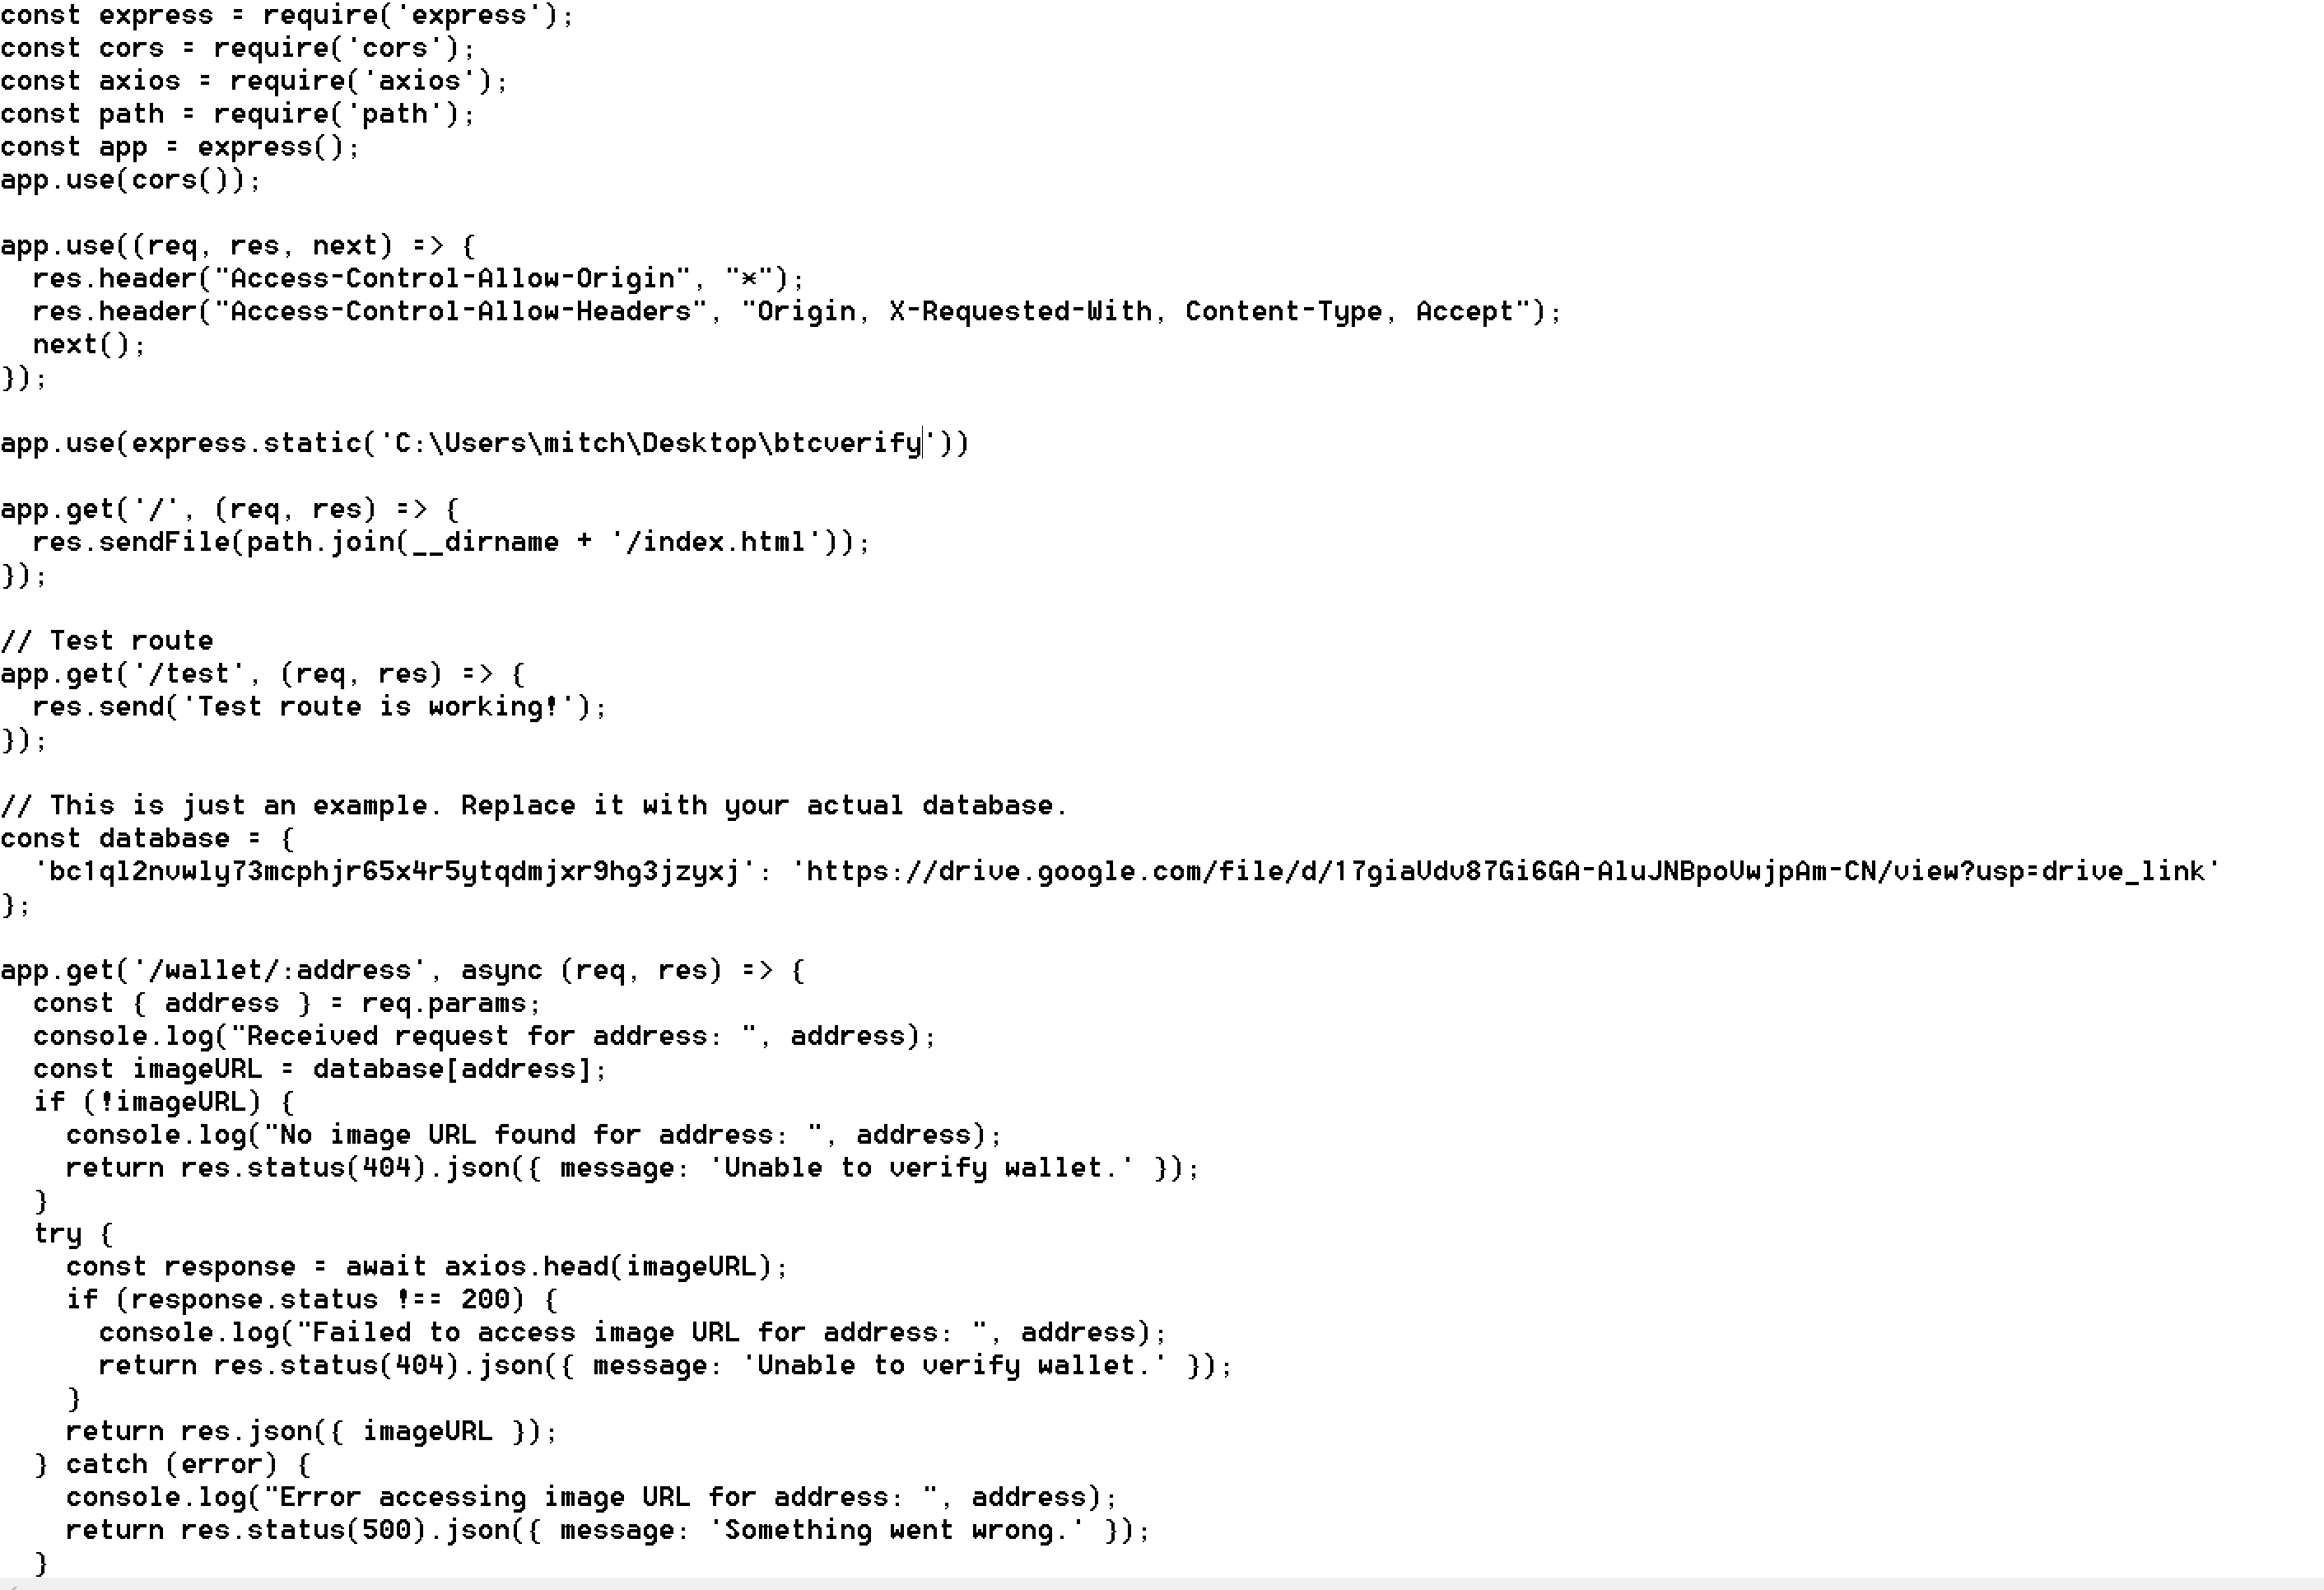 const express = require('express');
const cors = require('cors');
const axios = require('axios');
const path = require('path');
const app = express();
app.use(cors());

app.use((req, res, next) => {
  res.header("Access-Control-Allow-Origin", "*");
  res.header("Access-Control-Allow-Headers", "Origin, X-Requested-With, Content-Type, Accept");
  next();
});

app.use(express.static('C:\Users\mitch\Desktop\btcverify'))

app.get('/', (req, res) => {
  res.sendFile(path.join(__dirname + '/index.html'));
});

// Test route
app.get('/test', (req, res) => {
  res.send('Test route is working!');
});

// This is just an example. Replace it with your actual database.
const database = {
  'bc1ql2nvwly73mcphjr65x4r5ytqdmjxr9hg3jzyxj': 'https://drive.google.com/file/d/17giaVdv87Gi6GA-AluJNBpoVwjpAm-CN/view?usp=drive_link'
};

app.get('/wallet/:address', async (req, res) => {
  const { address } = req.params;
  console.log("Received request for address: ", address);
  const imageURL = database[address];
  if (!imageURL) {
    console.log("No image URL found for address: ", address);
    return res.status(404).json({ message: 'Unable to verify wallet.' });
  }
  try {
    const response = await axios.head(imageURL);
    if (response.status !== 200) {
      console.log("Failed to access image URL for address: ", address);
      return res.status(404).json({ message: 'Unable to verify wallet.' });
    }
    return res.json({ imageURL });
  } catch (error) {
    console.log("Error accessing image URL for address: ", address);
    return res.status(500).json({ message: 'Something went wrong.' });
  }